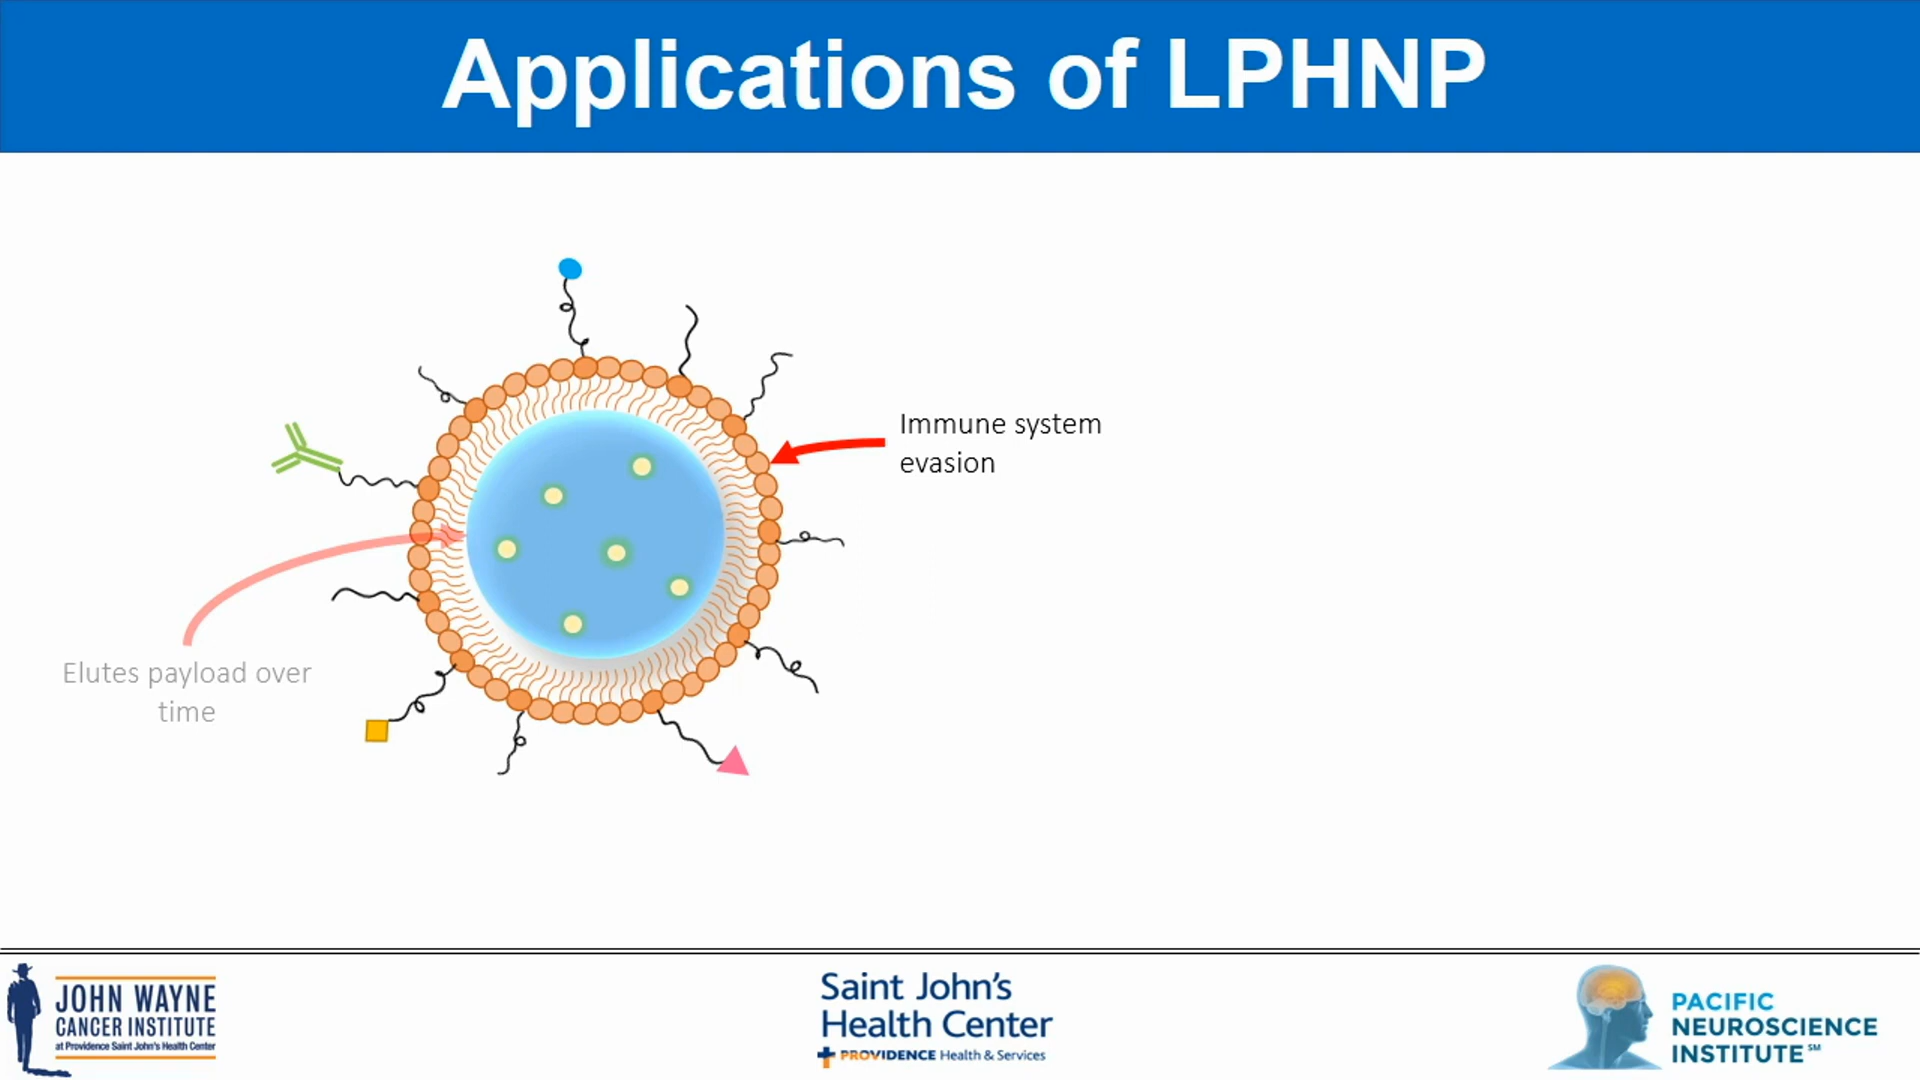 Applications of LPHNP
Immune system
evasion
Elutes payload over
time
JOHN WAYNE
CANCER INSTITUTE
at Providence Saint John's Health Center
Saint John's
Health Center
PROVIDENCE Health & Services
PACIFIC
NEUROSCIENCE
INSTITUTE℠